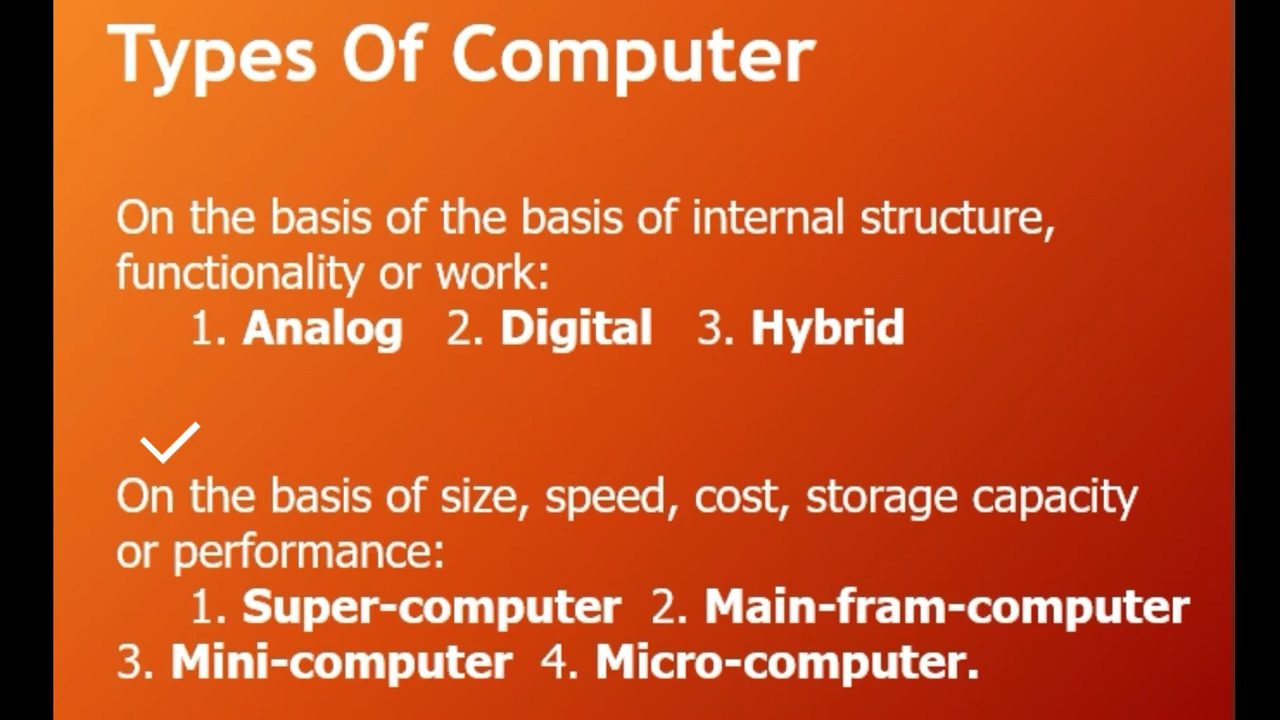 Types Of Computer
On the basis of the basis of internal structure,
functionality or work:
1. Analog 2. Digital 3. Hybrid
On the basis of size, speed, cost, storage capacity
or performance:
1. Super-computer 2. Main-fram-computer
3. Mini-computer 4. Micro-computer.